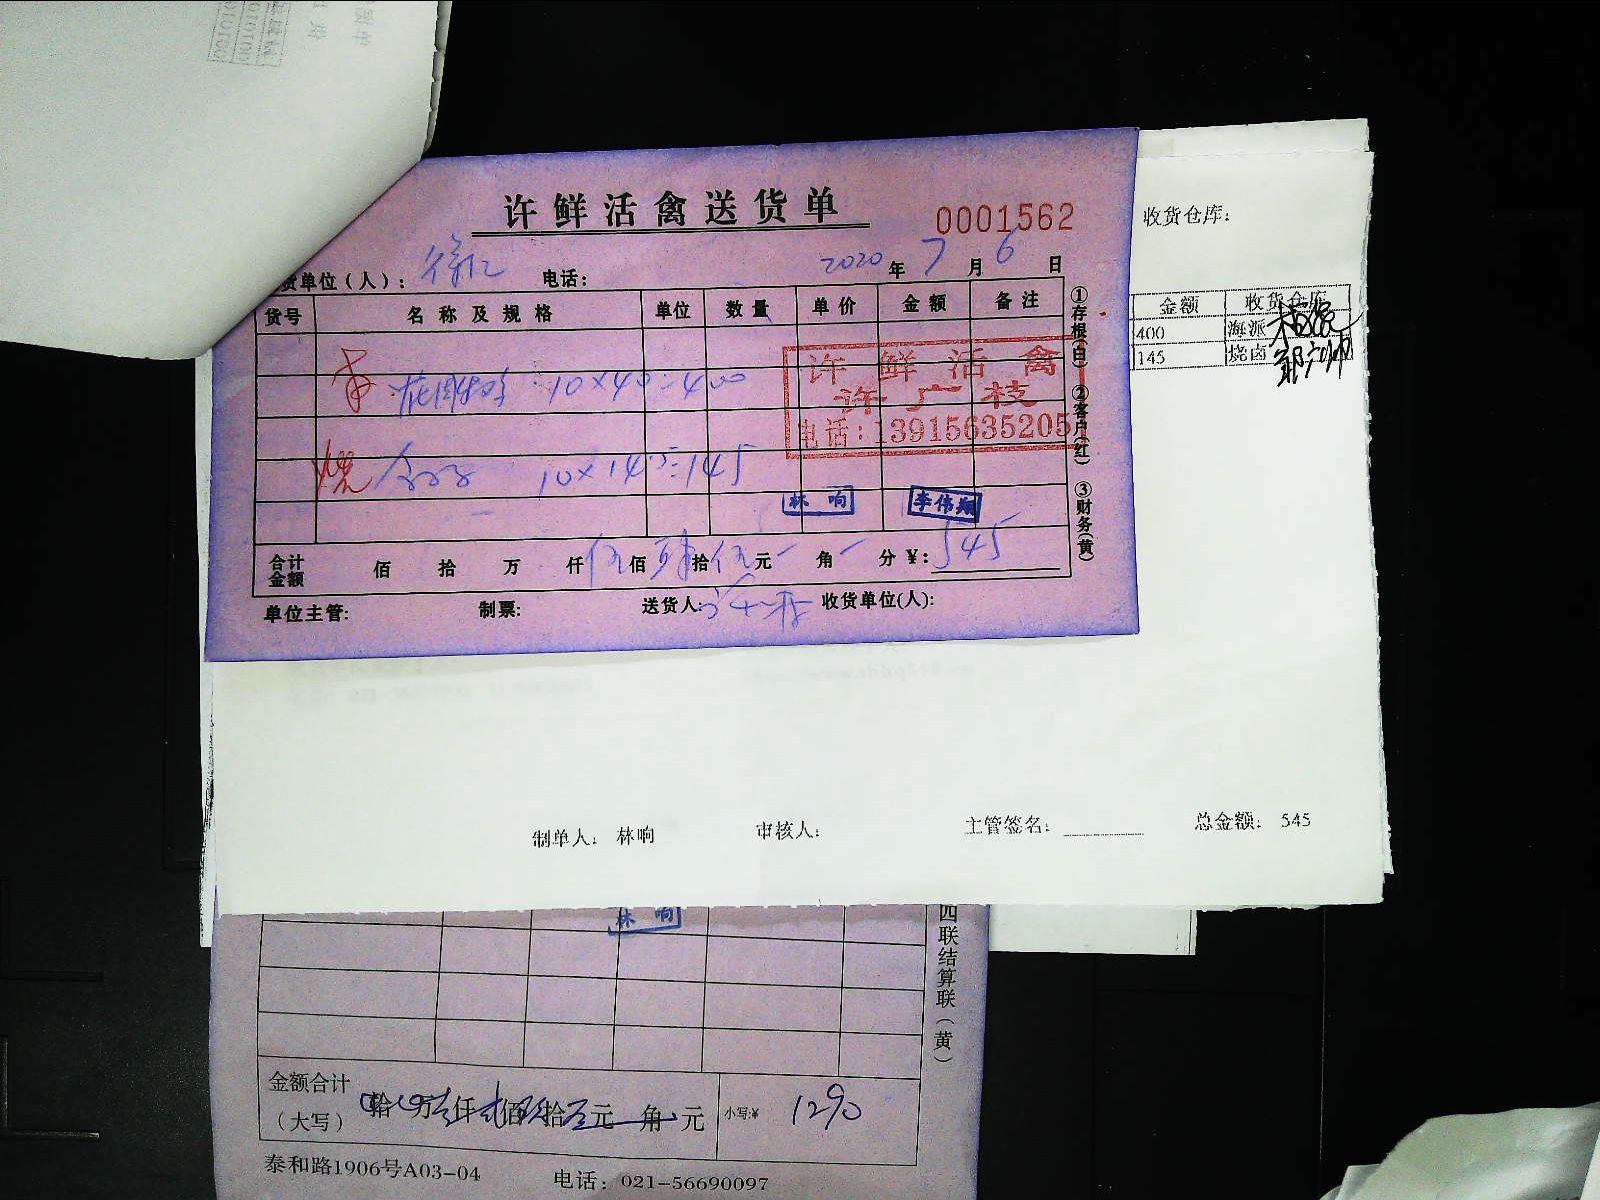 许鲜活禽送货单
0001562
货单位(人): 徐汇 电话: 2020年7月6日
货号 名称及规格 单位 数量 单价 金额 备注
10×40=400
烧 10×14.5=145
许鲜活禽
许广技
电话:13915635205
林响 李伟翔
合计金额 佰 拾 万 仟 伍佰肆拾伍元 角 分 ¥: 545
单位主管: 制票: 送货人: 收货单位(人):
①存根(白) ②客户(红) ③财务(黄)
收货仓库:
金额 收货仓库
400 海派
145 烧卤
制单人: 林响 审核人: 主管签名: 总金额: 545
林响
四联结算联(黄)
金额合计
(大写) 拾 万 仟 佰 拾 元 角 元 小写:¥ 1290
泰和路1906号A03-04 电话: 021-56690097